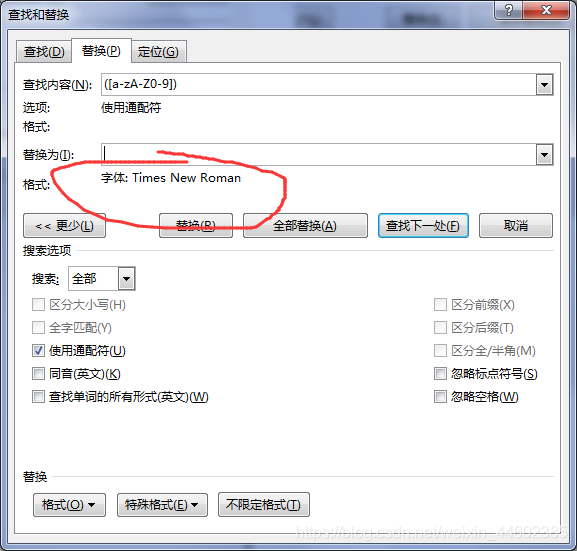 查找和替换
查找(D) 替换(P) 定位(G)
查找内容(N): ([a-zA-Z0-9])
选项: 使用通配符
格式:
替换为(I):
格式: 字体: Times New Roman
<< 更少(L) 替换(R) 全部替换(A) 查找下一处(F) 取消
搜索选项
搜索: 全部
区分大小写(H) 区分前缀(X)
全字匹配(Y) 区分后缀(T)
使用通配符(U) 区分全/半角(M)
同音(英文)(K) 忽略标点符号(S)
查找单词的所有形式(英文)(W) 忽略空格(W)
替换
格式(O) 特殊格式(E) 不限定格式(T)
https://blog.csdn.net/weixin_44602385